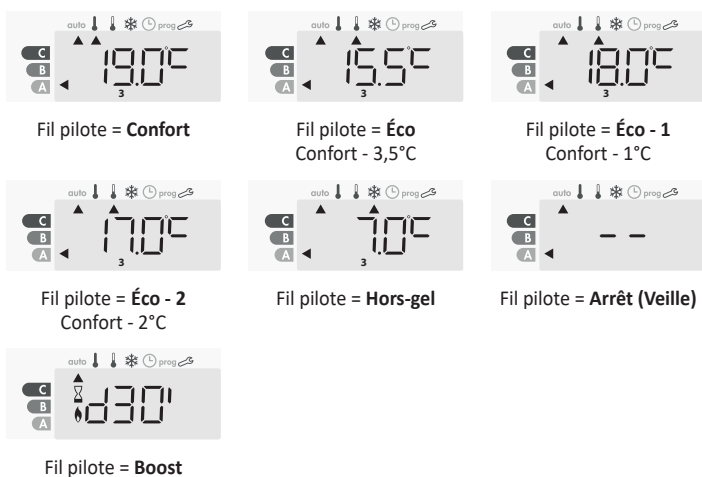 auto prog
C
B
A
19.0°C
3
Fil pilote = Confort
auto prog
C
B
A
15.5°C
3
Fil pilote = Éco
Confort - 3,5°C
auto prog
C
B
A
18.0°C
3
Fil pilote = Éco - 1
Confort - 1°C
auto prog
C
B
A
17.0°C
3
Fil pilote = Éco - 2
Confort - 2°C
auto prog
C
B
A
7.0°C
3
Fil pilote = Hors-gel
auto prog
C
B
A
- -
Fil pilote = Arrêt (Veille)
auto prog
C
B
A
d30'
Fil pilote = Boost